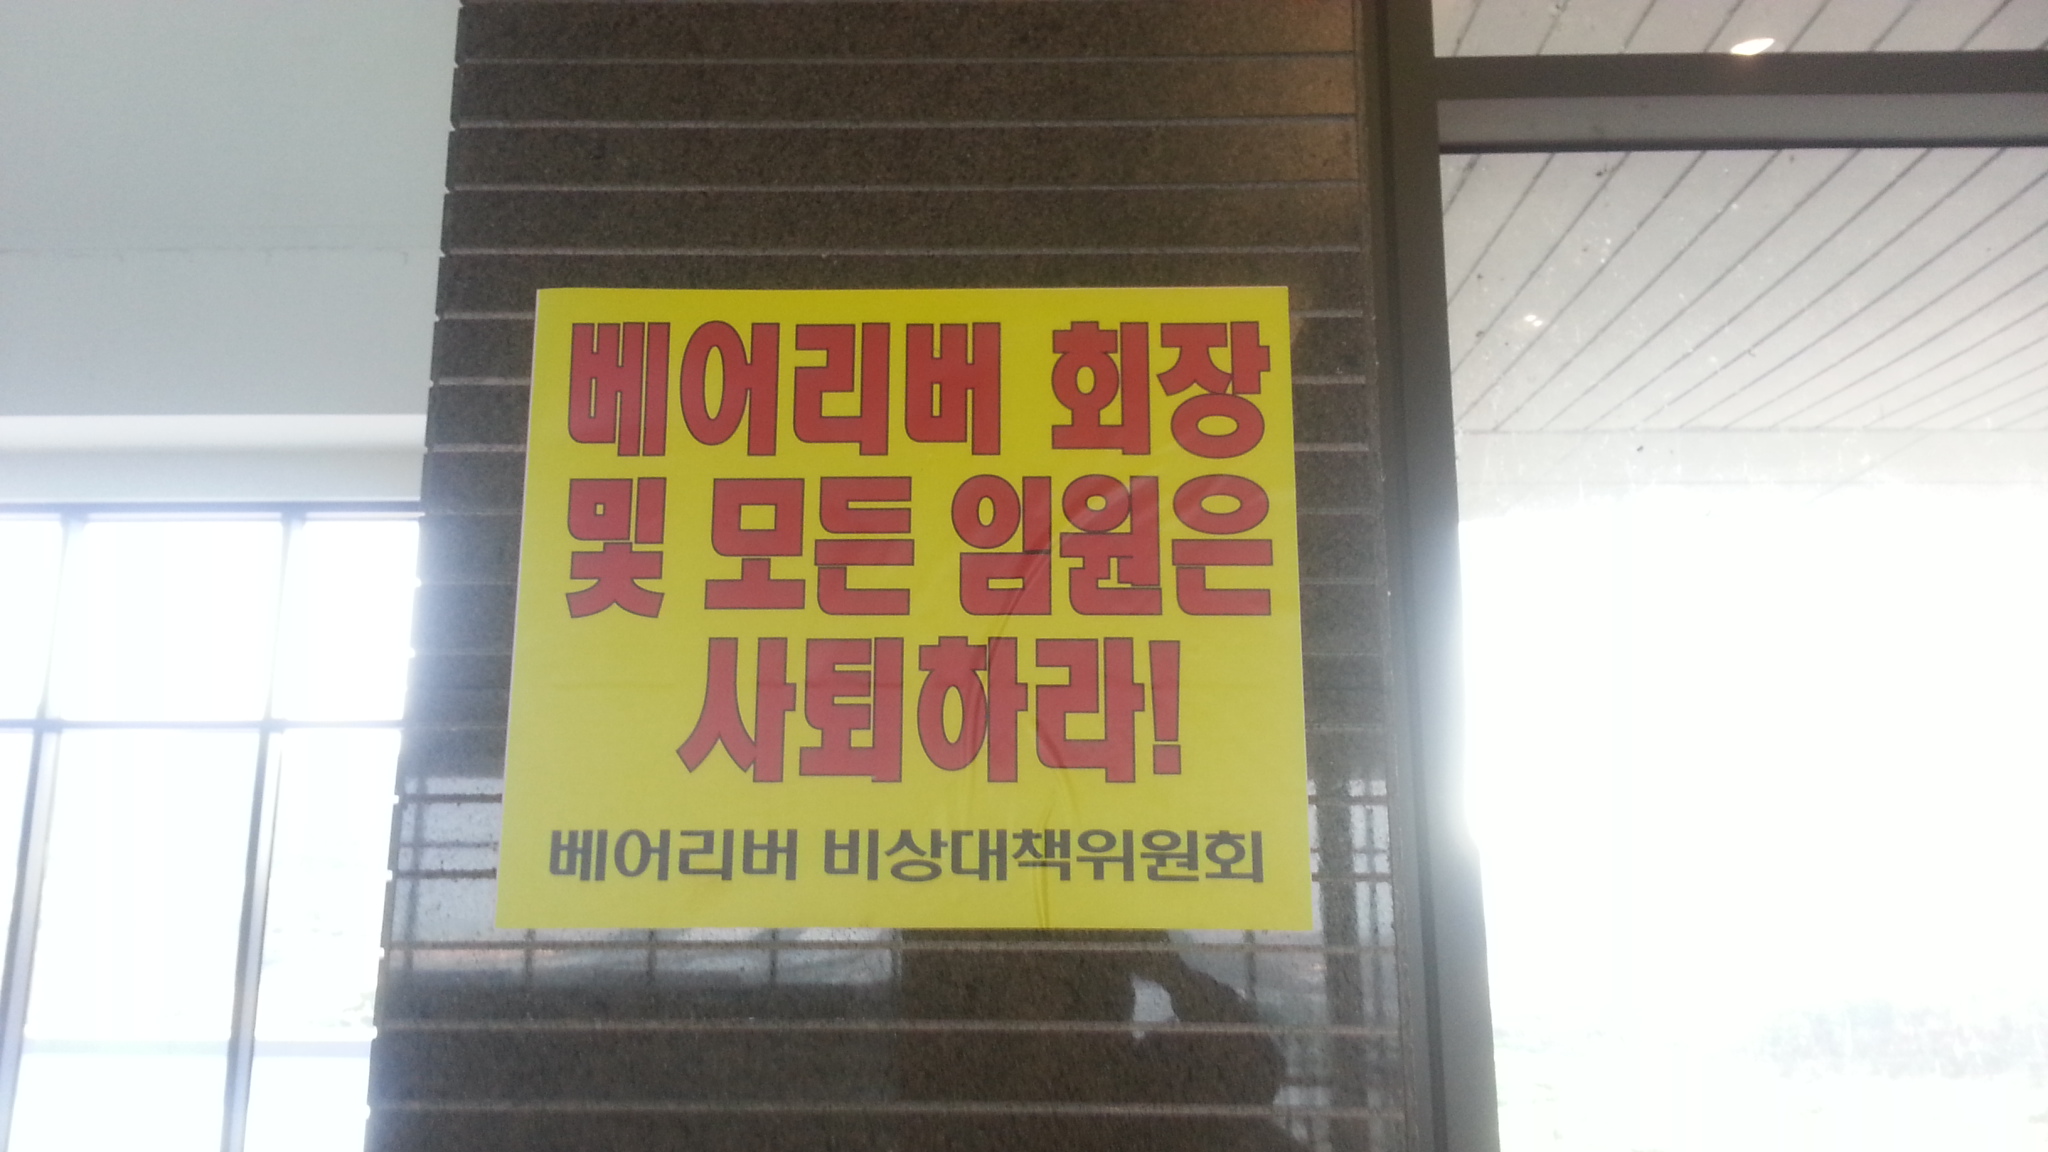 베어리버 회장
및 모든 임원은
사퇴하라!
베어리버 비상대책위원회